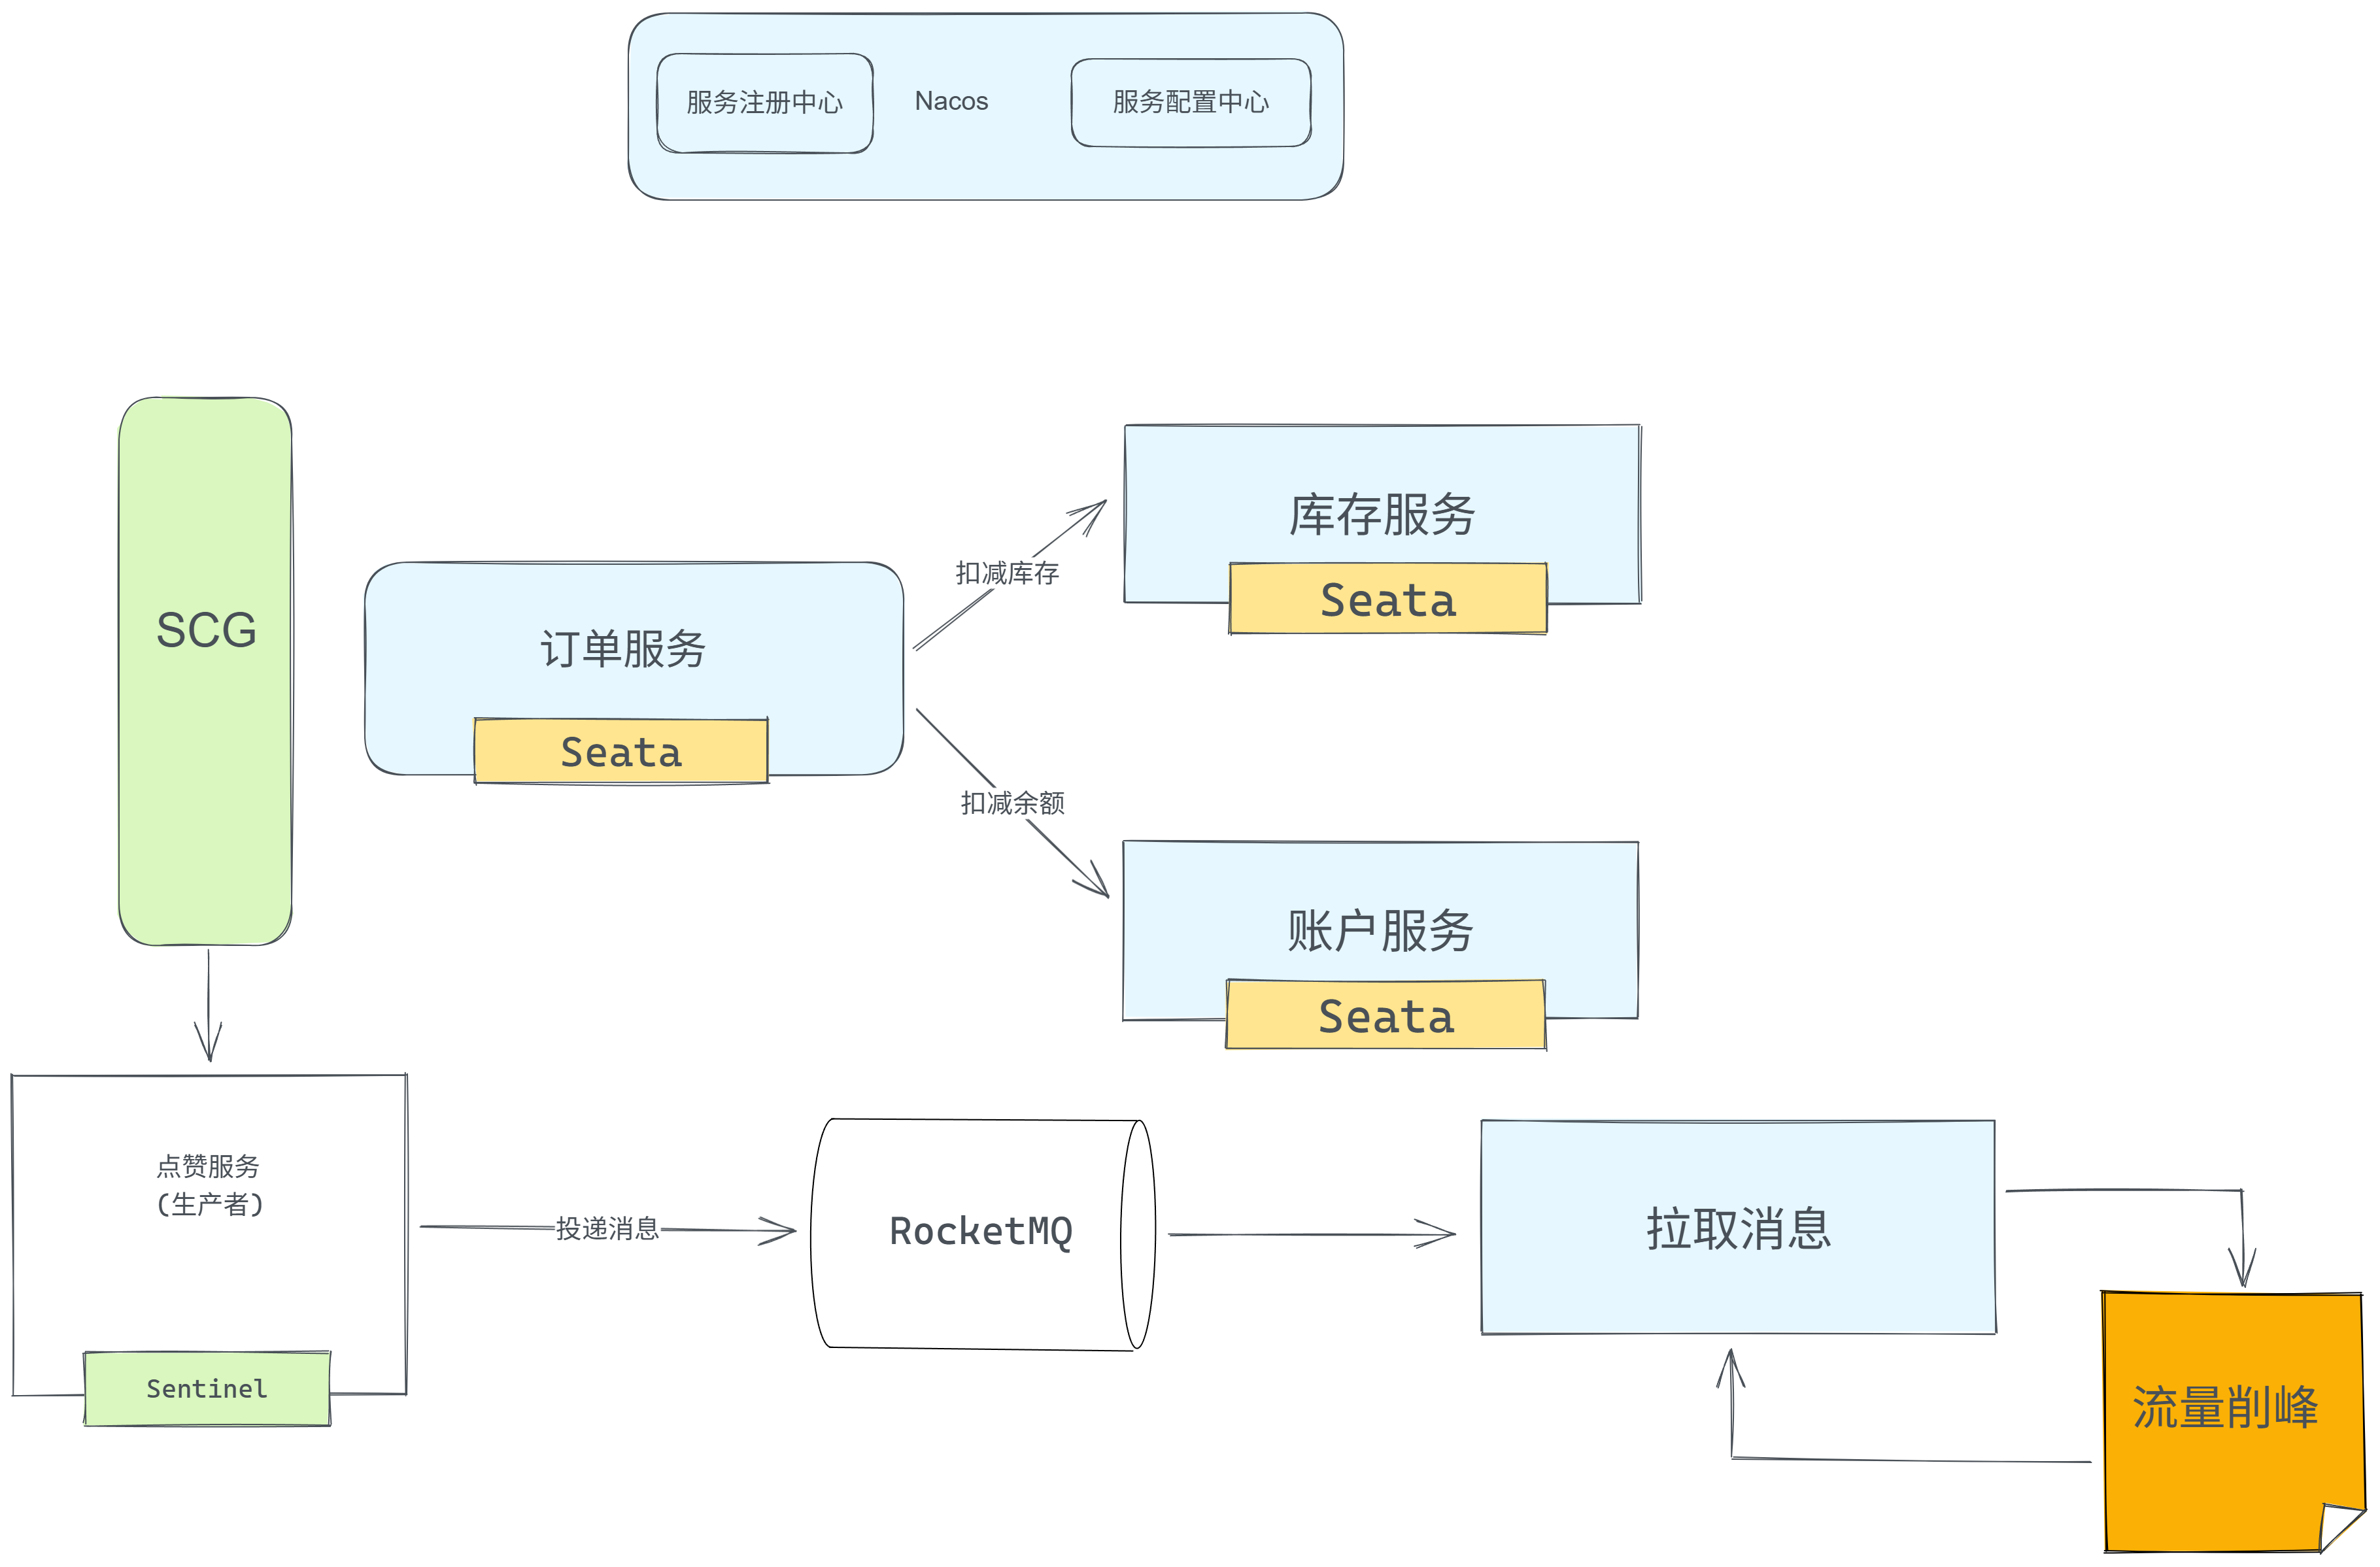 服务注册中心
Nacos
服务配置中心
SCG
订单服务
Seata
扣减库存
扣减余额
库存服务
Seata
账户服务
Seata
点赞服务
(生产者)
Sentinel
投递消息
RocketMQ
拉取消息
流量削峰